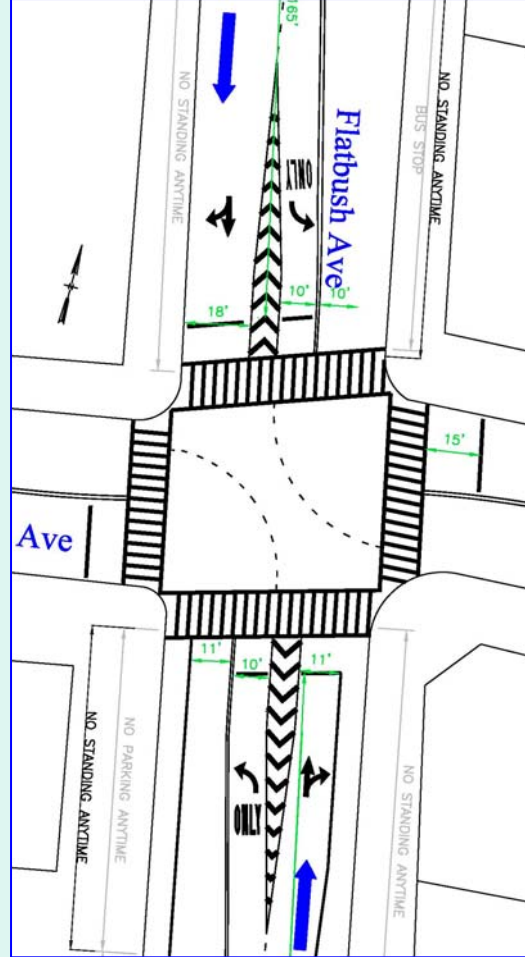 165'
NO STANDING ANYTIME
ONLY
Flatbush Ave
BUS STOP
NO STANDING ANYTIME
18'
10'
10'
15'
Ave
11'
10'
11'
NO STANDING ANYTIME
NO PARKING ANYTIME
ONLY
NO STANDING ANYTIME